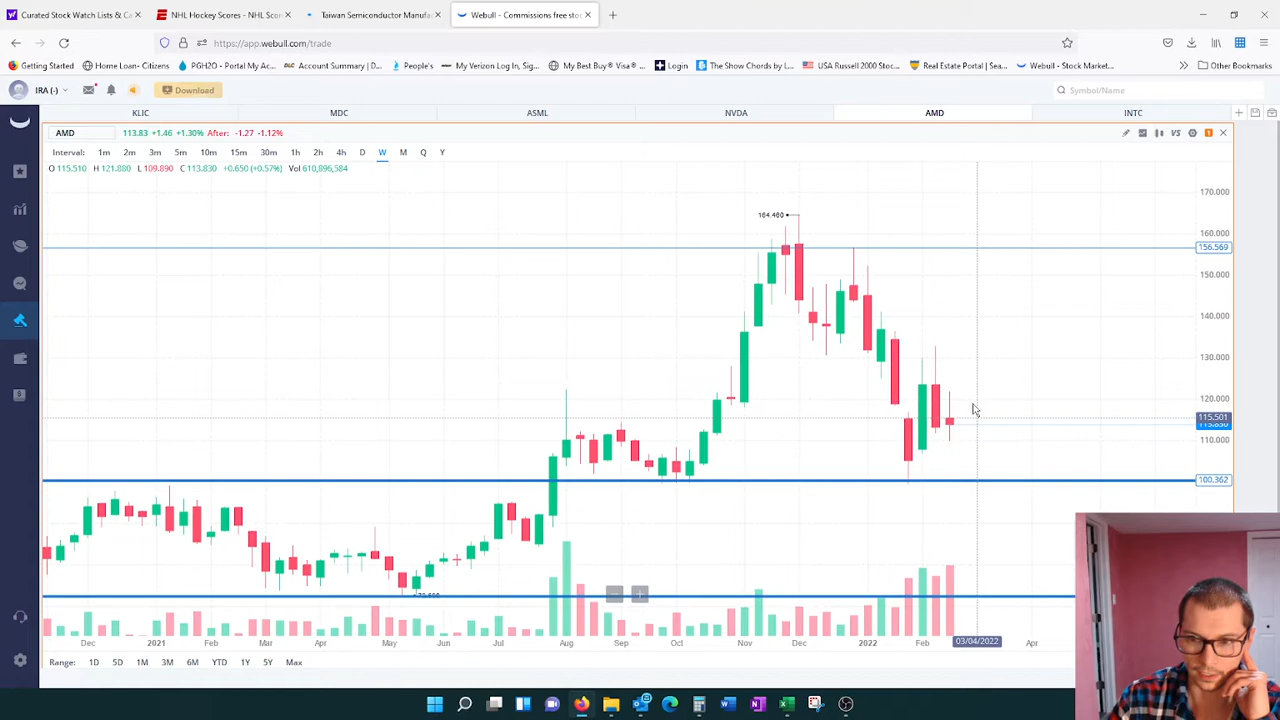 Curated Stock Watch Lists & Ca
NHL Hockey Scores - NHL Scor
Taiwan Semiconductor Manufa
Webull - Commissions free stoc
https://app.webull.com/trade
Getting Started
Home Loan- Citizens
PGH2O - Portal My Ac...
Account Summary | D...
People's
My Verizon Log In, Sig...
My Best Buy® Visa®...
Login
The Show Chords by L...
USA Russell 2000 Stoc...
Real Estate Portal | Sea...
Webull - Stock Market...
Other Bookmarks
IRA (-)
Download
Symbol/Name
KLIC
MDC
ASML
NVDA
AMD
INTC
AMD
113.83 +1.46 +1.30% After: -1.27 -1.12%
VS
Interval: 1m 2m 3m 5m 10m 15m 30m 1h 2h 4h D W M Q Y
O 115.510 H 121.880 L 109.890 C 113.830 +0.650 (+0.57%) Vol 610,896,584
170.000
164.460
160.000
156.569
150.000
140.000
130.000
120.000
115.501
113.830
110.000
100.362
Dec 2021 Feb Mar Apr May Jun Jul Aug Sep Oct Nov Dec 2022 Feb 03/04/2022 Apr
Range: 1D 5D 1M 3M 6M YTD 1Y 5Y Max